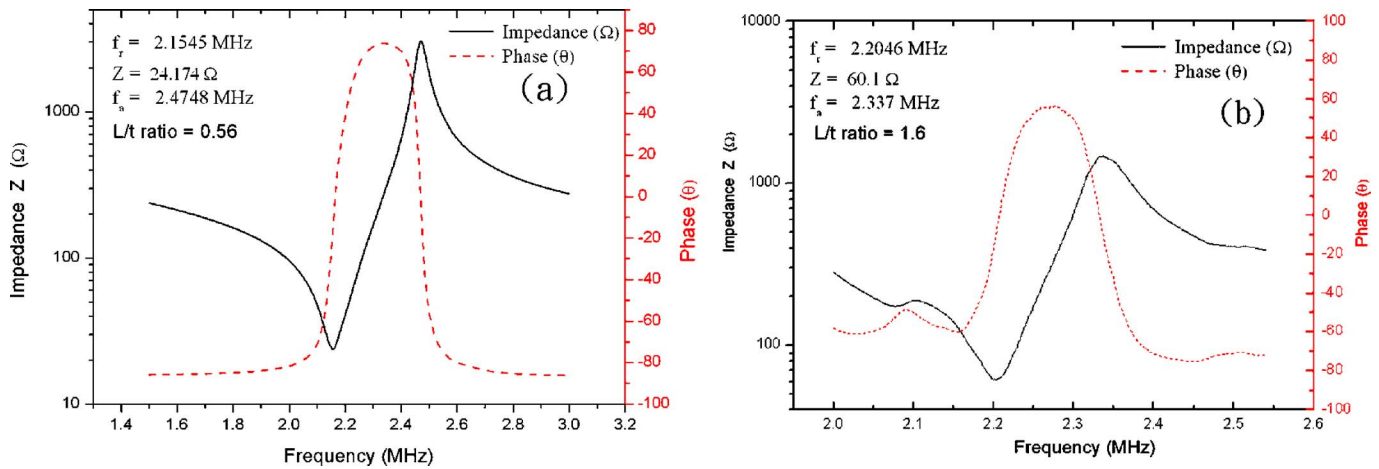 f_r = 2.1545 MHz
Z = 24.174 Ω
f_a = 2.4748 MHz
L/t ratio = 0.56
Impedance (Ω)
Phase (θ)
(a)
1000
100
10
Impedance Z (Ω)
100
80
60
40
20
0
-20
-40
-60
-80
-100
Phase (θ)
1.4 1.6 1.8 2.0 2.2 2.4 2.6 2.8 3.0 3.2
Frequency (MHz)
f_r = 2.2046 MHz
Z = 60.1 Ω
f_a = 2.337 MHz
L/t ratio = 1.6
Impedance (Ω)
Phase (θ)
(b)
10000
1000
100
Impedance Z (Ω)
100
80
60
40
20
0
-20
-40
-60
-80
-100
Phase (θ)
2.0 2.1 2.2 2.3 2.4 2.5 2.6
Frequency (MHz)